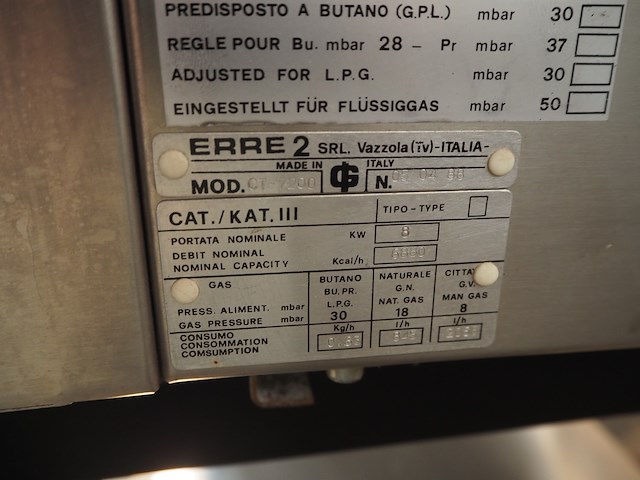 PREDISPOSTO A BUTANO (G.P.L.) mbar 30
REGLE POUR Bu. mbar 28 - Pr mbar 37
ADJUSTED FOR L.P.G. mbar 30
EINGESTELLT FÜR FLÜSSIGGAS mbar 50
ERRE 2 SRL. Vazzola (Tv) -ITALIA-
MADE IN ITALY
MOD. N.
CAT./KAT. III TIPO-TYPE
PORTATA NOMINALE KW 8
DEBIT NOMINAL
NOMINAL CAPACITY Kcal/h
GAS BUTANO NATURALE CITTA
BU. PR. G.N. G.V.
L.P.G. NAT. GAS MAN GAS
PRESS. ALIMENT. mbar
GAS PRESSURE mbar 30 18 8
CONSUMO Kg/h l/h l/h
CONSOMMATION
COMSUMPTION